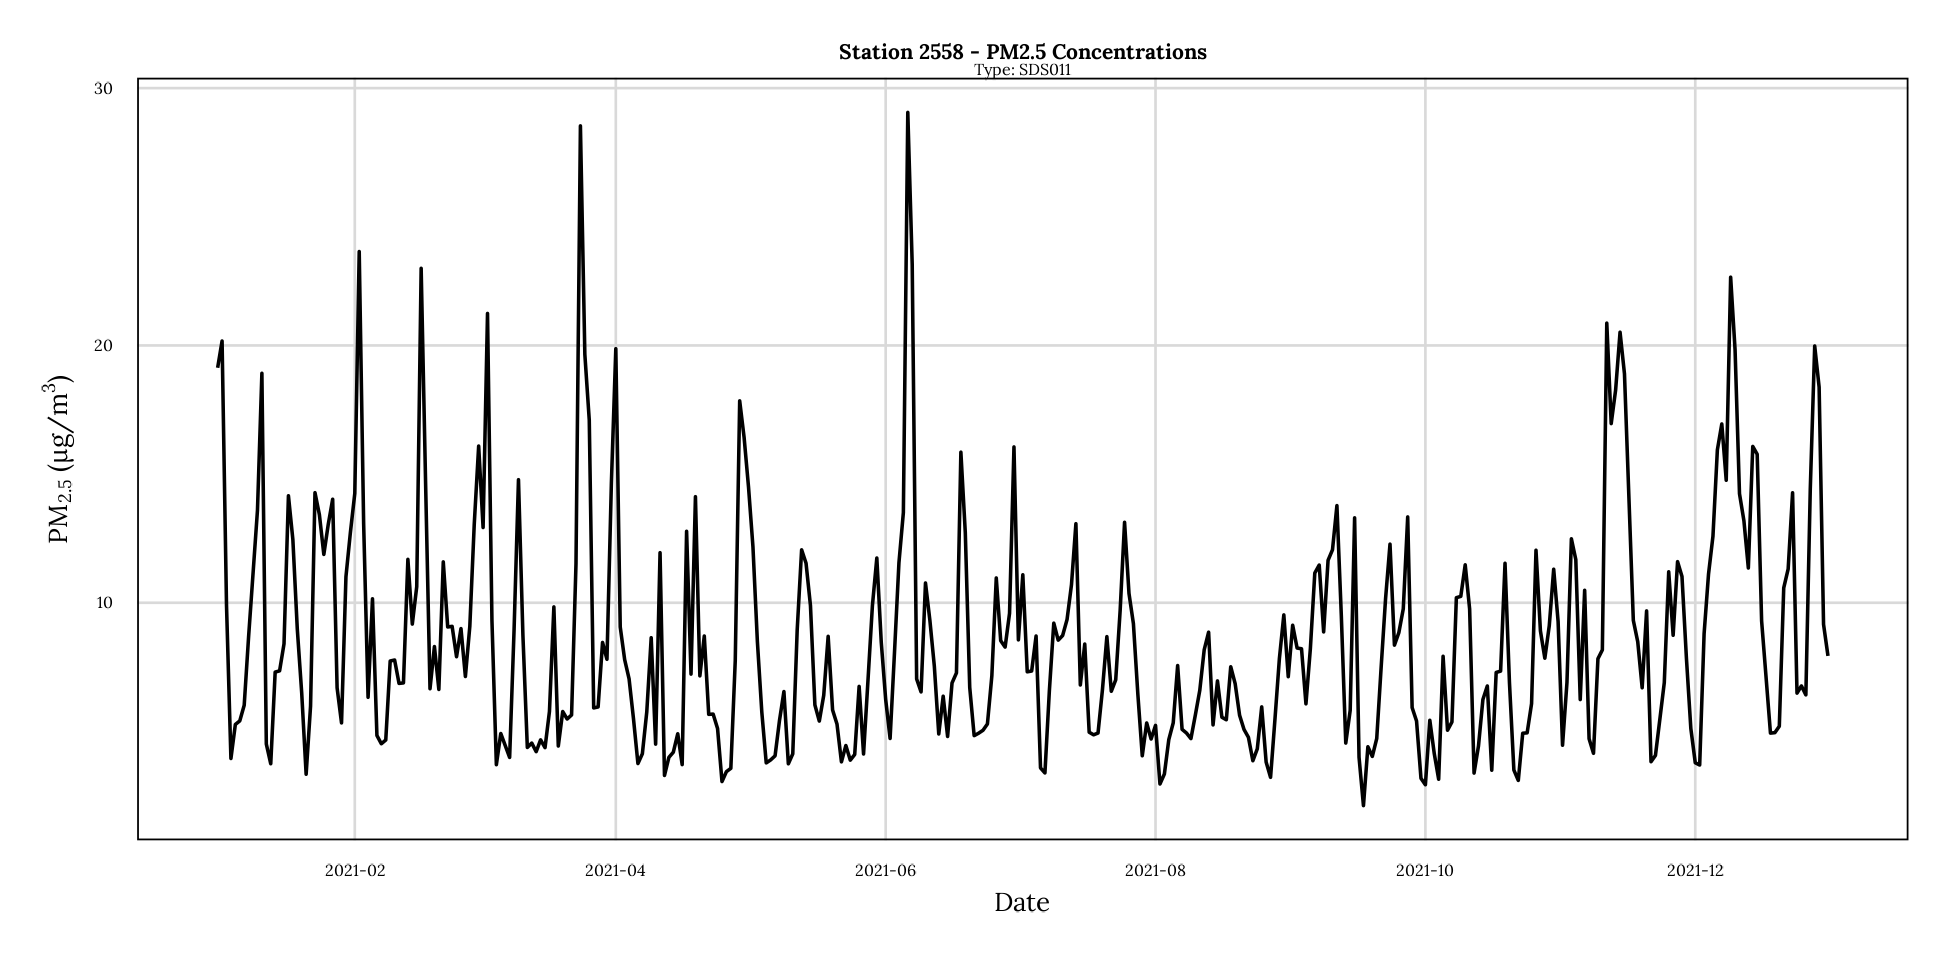 Station 2558 - PM2.5 Concentrations
Type: SDS011
30
20
10
PM2.5 (µg/m³)
2021-02 2021-04 2021-06 2021-08 2021-10 2021-12
Date